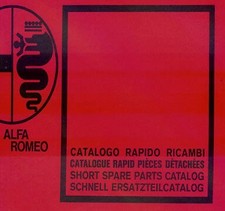 ALFA
ROMEO
CATALOGO RAPIDO RICAMBI
CATALOGUE RAPID PIÈCES DÉTACHÉES
SHORT SPARE PARTS CATALOG
SCHNELL ERSATZTEILCATALOG